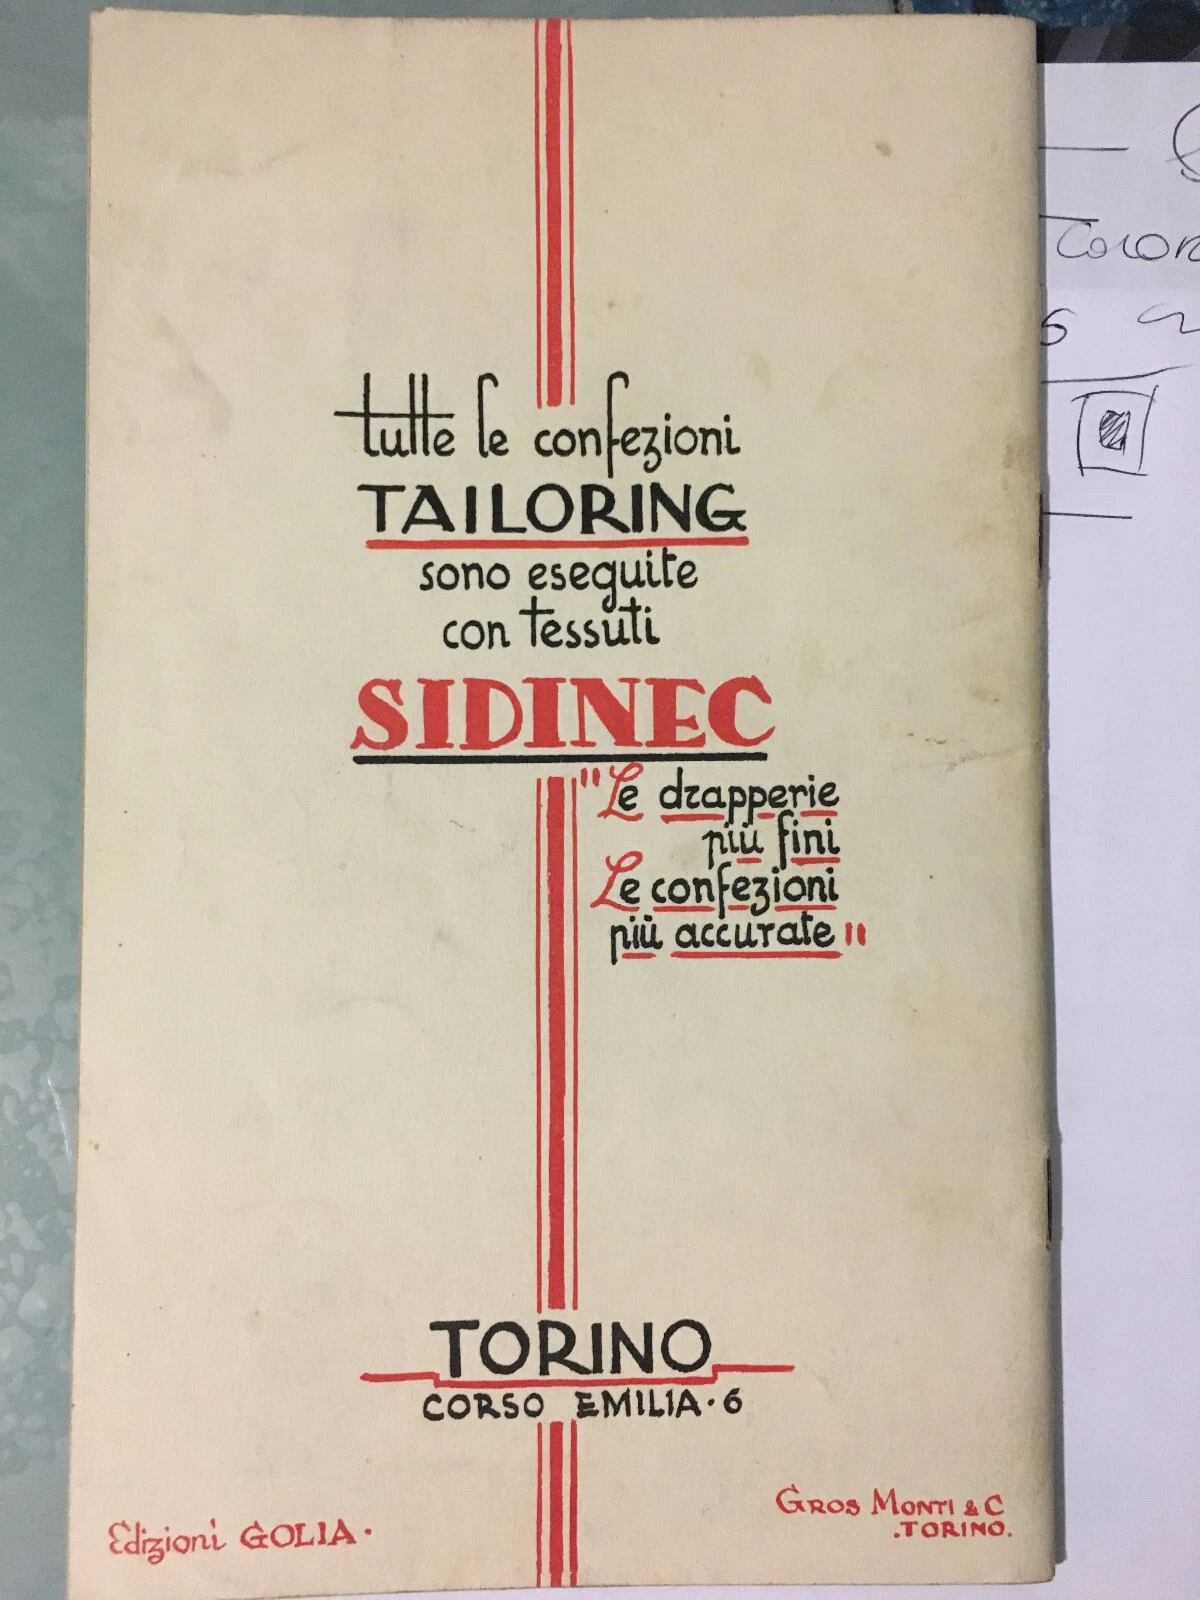 tutte le confezioni
TAILORING
sono eseguite
con tessuti
SIDINEC
"Le drapperie
più fini
Le confezioni
più accurate"
TORINO
CORSO EMILIA · 6
Edizioni GOLIA ·
GROS MONTI & C
. TORINO.